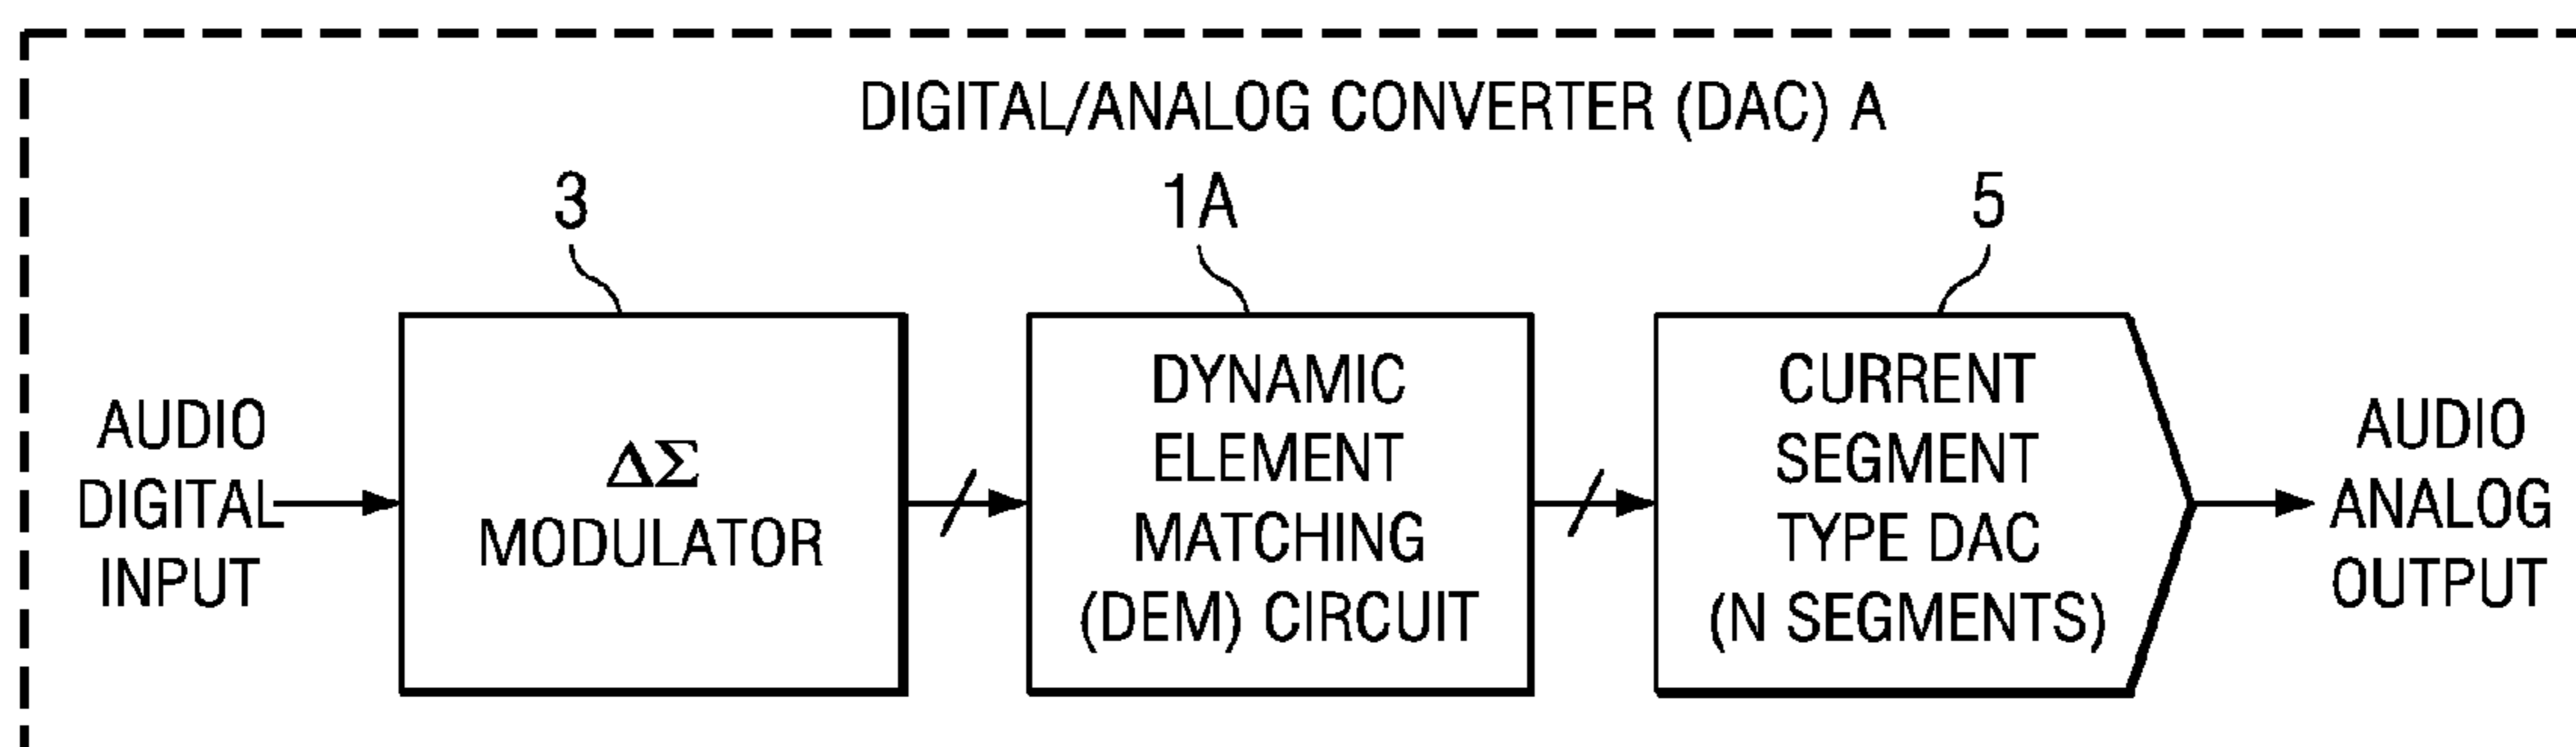 DIGITAL/ANALOG CONVERTER (DAC) A
3
1A
5
AUDIO
DIGITAL
INPUT
ΔΣ
MODULATOR
DYNAMIC
ELEMENT
MATCHING
(DEM) CIRCUIT
CURRENT
SEGMENT
TYPE DAC
(N SEGMENTS)
AUDIO
ANALOG
OUTPUT